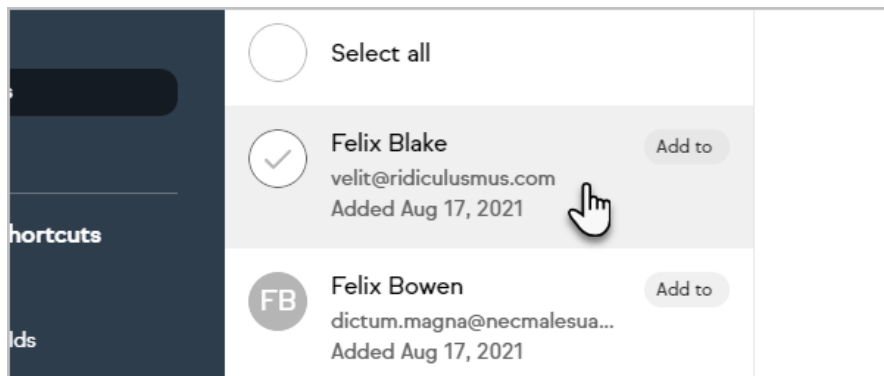 Select all
s
Felix Blake
Add to
velit@ridiculusmus.com
Added Aug 17, 2021
hortcuts
FB
Felix Bowen
Add to
dictum.magna@necmalesua...
lds
Added Aug 17, 2021